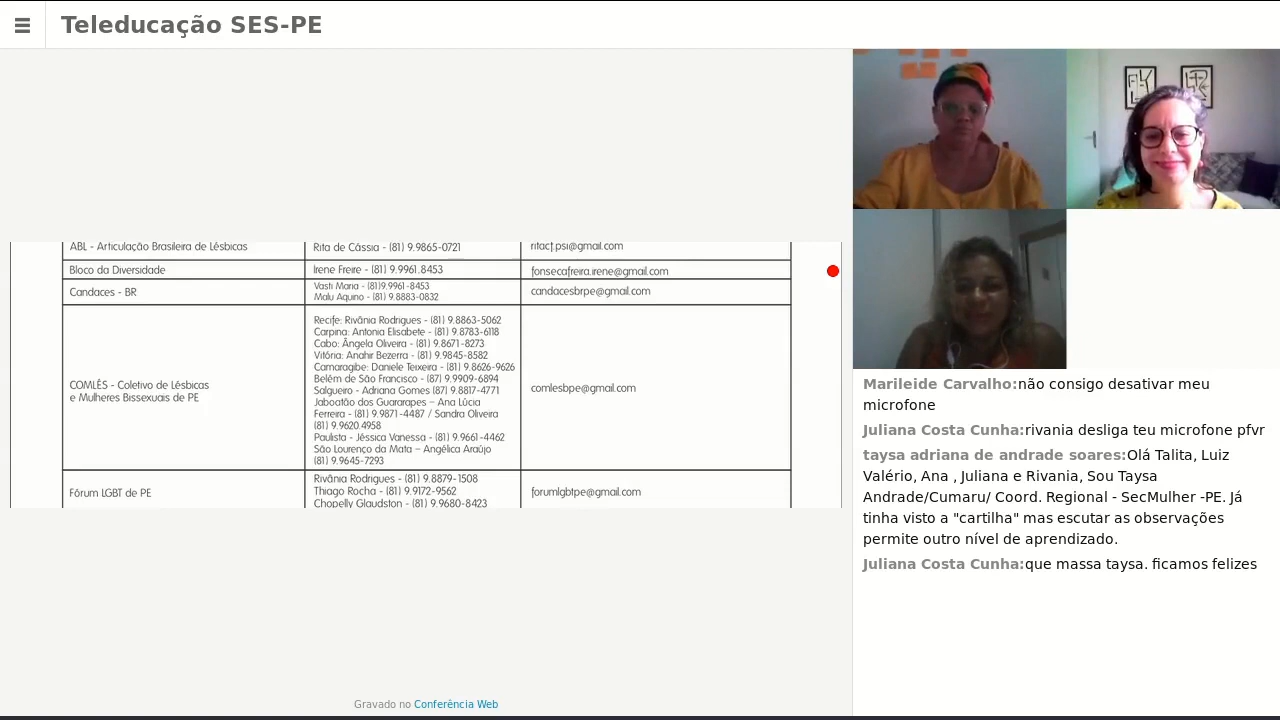 Teleducação SES-PE
ABL - Articulação Brasileira de Lésbicas
Rita de Cássia - (81) 9.9865-0721
ritacf.psi@gmail.com
Bloco da Diversidade
Irene Freire - (81) 9.9961.8453
fonsecafreira.irene@gmail.com
Candaces - BR
Vasti Maria - (81)9.9961-8453
Malu Aquino - (81) 9.8883-0832
candacesbrpe@gmail.com
COMLÉS - Coletivo de Lésbicas
e Mulheres Bissexuais de PE
Recife: Rivânia Rodrigues - (81) 9.8863-5062
Carpina: Antonia Elisabete - (81) 9.8783-6118
Cabo: Ângela Oliveira - (81) 9.8671-8273
Vitória: Anahir Bezerra - (81) 9.9845-8582
Camaragibe: Daniele Teixeira - (81) 9.8626-9626
Belém de São Francisco - (87) 9.9909-6894
Salgueiro - Adriana Gomes (87) 9.8817-4771
Jaboatão dos Guararapes – Ana Lúcia
Ferreira - (81) 9.9871-4487 / Sandra Oliveira
(81) 9.9620.4958
Paulista - Jéssica Vanessa - (81) 9.9661-4462
São Lourenço da Mata – Angélica Araújo
(81) 9.9645-7293
comlesbpe@gmail.com
Fórum LGBT de PE
Rivânia Rodrigues - (81) 9.8879-1508
Thiago Rocha - (81) 9.9172-9562
Chopelly Glaudston - (81) 9.9680-8423
forumlgbtpe@gmail.com
Gravado no Conferência Web
Marileide Carvalho:não consigo desativar meu
microfone
Juliana Costa Cunha:rivania desliga teu microfone pfvr
taysa adriana de andrade soares:Olá Talita, Luiz
Valério, Ana , Juliana e Rivania, Sou Taysa
Andrade/Cumaru/ Coord. Regional - SecMulher -PE. Já
tinha visto a "cartilha" mas escutar as observações
permite outro nível de aprendizado.
Juliana Costa Cunha:que massa taysa. ficamos felizes